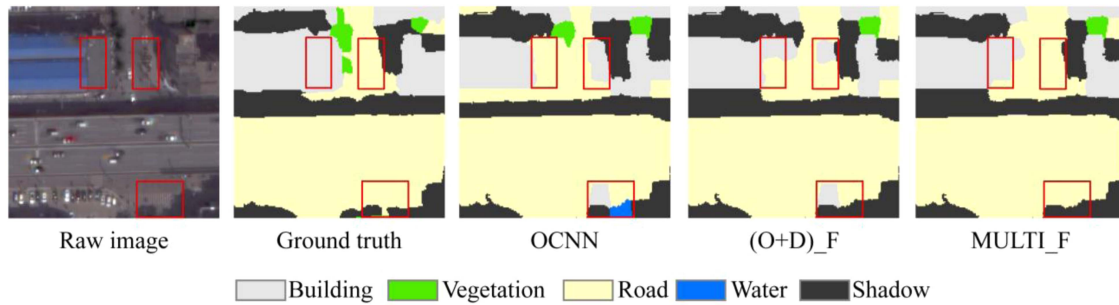 Raw image Ground truth OCNN (O+D)_F MULTI_F
Building Vegetation Road Water Shadow